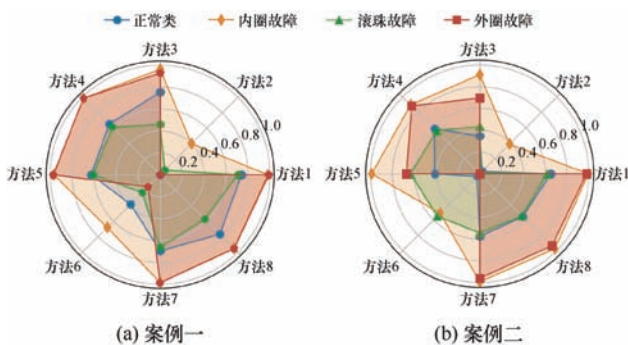 正常类 内圈故障 滚珠故障 外圈故障
方法3 方法3
方法4 方法2 方法4 方法2
1.0 1.0
0.8 0.8
0.6 0.6
0.4 0.4
0.2 0.2
方法5 方法1 方法5 方法1
方法6 方法8 方法6 方法8
方法7 方法7
(a) 案例一 (b) 案例二